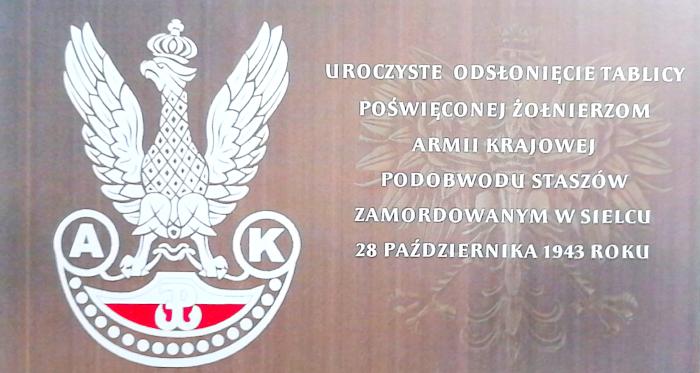 A K
UROCZYSTE ODSŁONIĘCIE TABLICY
POŚWIĘCONEJ ŻOŁNIERZOM
ARMII KRAJOWEJ
PODOBWODU STASZÓW
ZAMORDOWANYM W SIELCU
28 PAŹDZIERNIKA 1943 ROKU